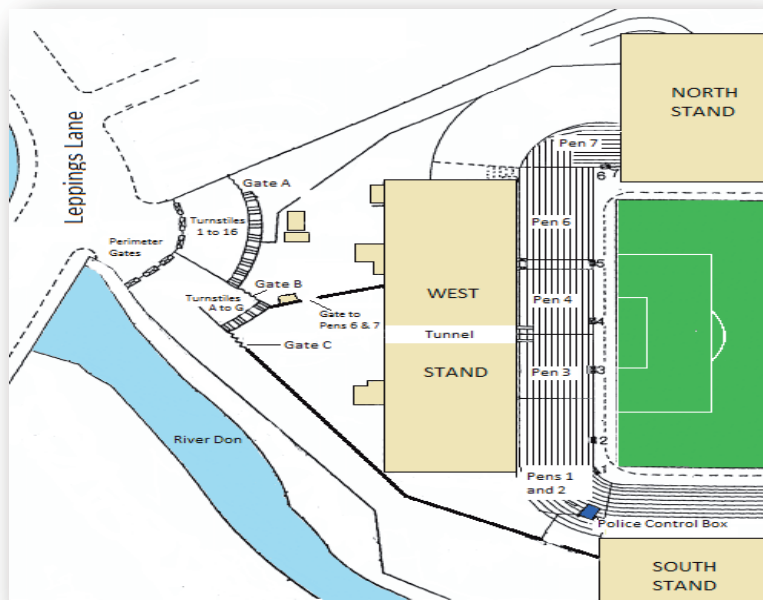 NORTH
STAND
Leppings Lane
Pen 7
6
7
Gate A
Turnstiles
1 to 16
Pen 6
Perimeter
Gates
5
Gate B
WEST
Pen 4
Turnstiles
A to G
Gate to
Pens 6 & 7
4
Tunnel
Gate C
STAND
Pen 3
3
River Don
2
1
Pens 1
and 2
Police Control Box
SOUTH
STAND